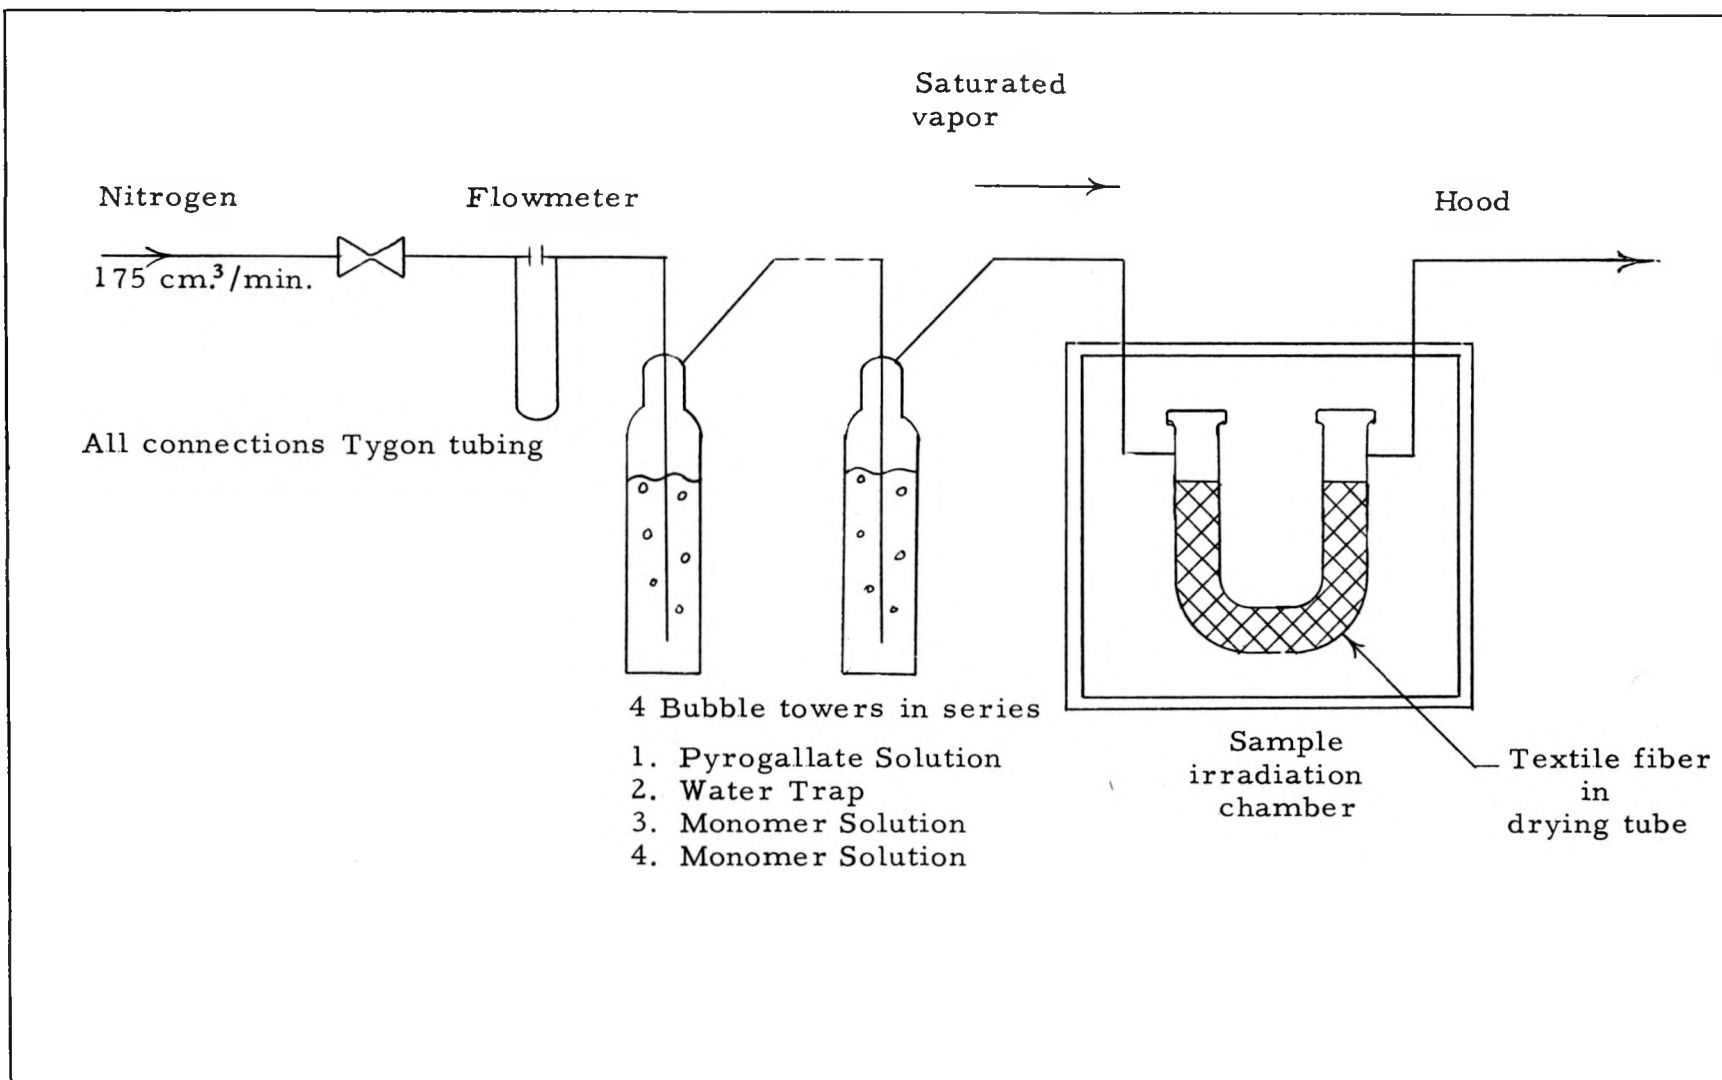 Saturated
vapor
Nitrogen
Flowmeter
Hood
175 cm.³/min.
All connections Tygon tubing
4 Bubble towers in series
1. Pyrogallate Solution
2. Water Trap
3. Monomer Solution
4. Monomer Solution
Sample
irradiation
chamber
Textile fiber
in
drying tube